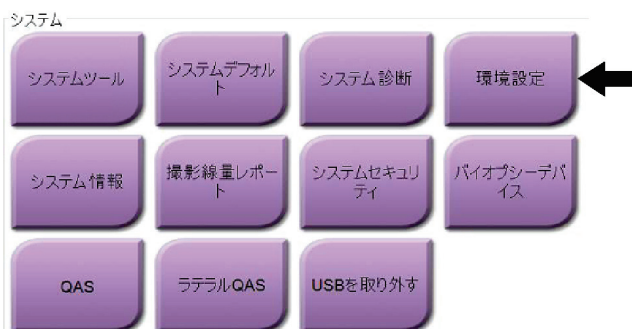 システム
システムツール
システムデフォル
ト
システム診断
環境設定
システム情報
撮影線量レポー
ト
システムセキュリ
ティ
バイオプシーデバ
イス
QAS
ラテラルQAS
USBを取り外す